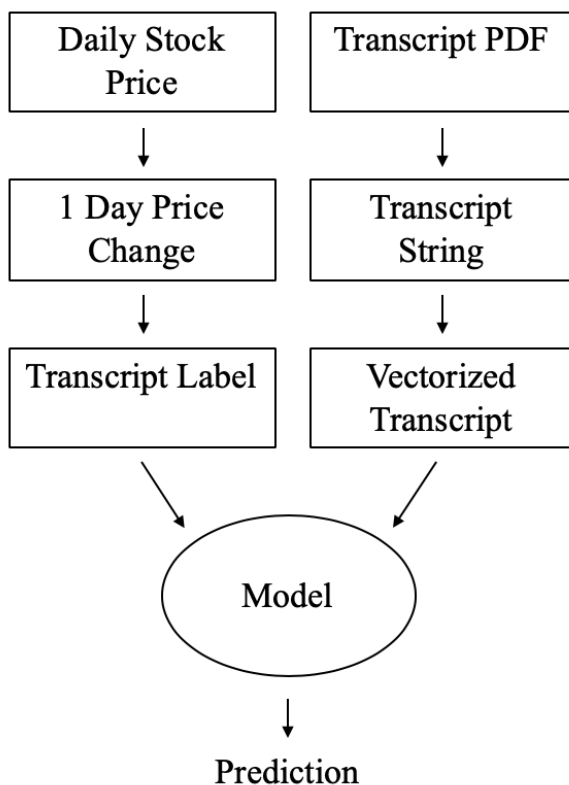 Daily Stock
Price
Transcript PDF
1 Day Price
Change
Transcript
String
Transcript Label
Vectorized
Transcript
Model
Prediction